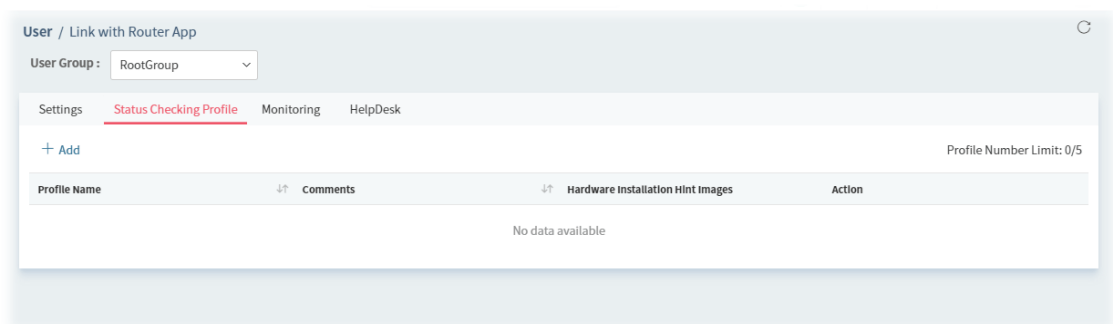 User / Link with Router App
User Group : RootGroup
Settings Status Checking Profile Monitoring HelpDesk
+ Add Profile Number Limit: 0/5
Profile Name Comments Hardware Installation Hint Images Action
No data available